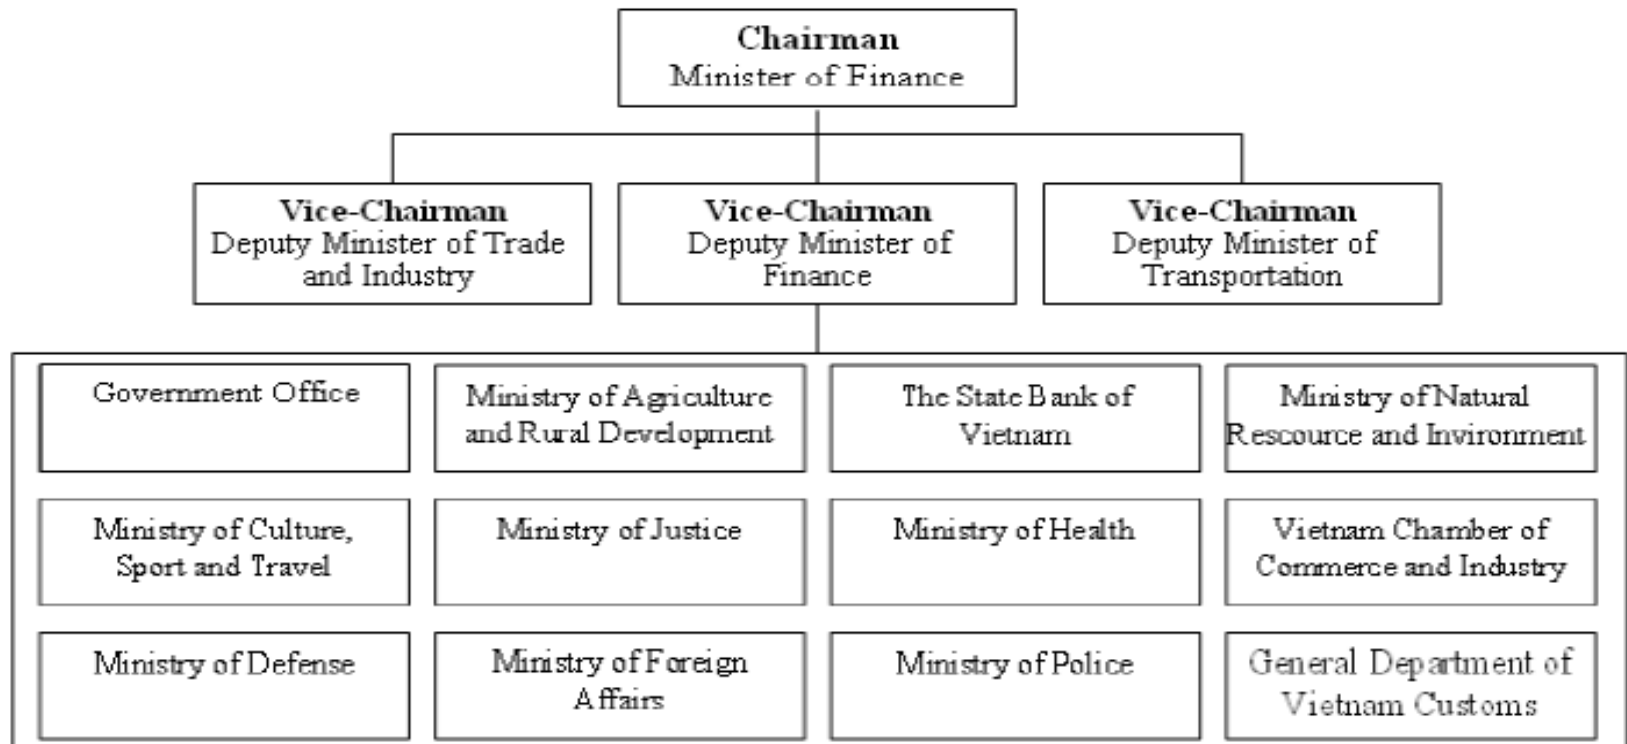 Chairman
Minister of Finance
Vice-Chairman
Deputy Minister of Trade
and Industry
Vice-Chairman
Deputy Minister of
Finance
Vice-Chairman
Deputy Minister of
Transportation
Government Office
Ministry of Agriculture
and Rural Development
The State Bank of
Vietnam
Ministry of Natural
Rescource and Invironment
Ministry of Culture,
Sport and Travel
Ministry of Justice
Ministry of Health
Vietnam Chamber of
Commerce and Industry
Ministry of Defense
Ministry of Foreign
Affairs
Ministry of Police
General Department of
Vietnam Customs